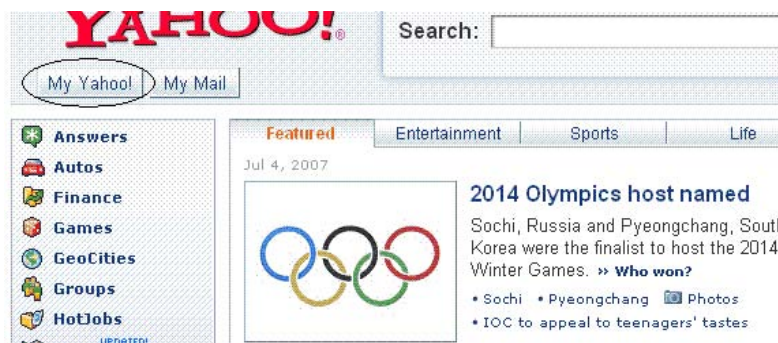 YAHOO!®
Search:
My Yahoo!
My Mail
Answers
Autos
Finance
Games
GeoCities
Groups
HotJobs
UPDATED!
Featured
Entertainment
Sports
Life
Jul 4, 2007
2014 Olympics host named
Sochi, Russia and Pyeongchang, South
Korea were the finalist to host the 2014
Winter Games. » Who won?
• Sochi • Pyeongchang Photos
• IOC to appeal to teenagers' tastes